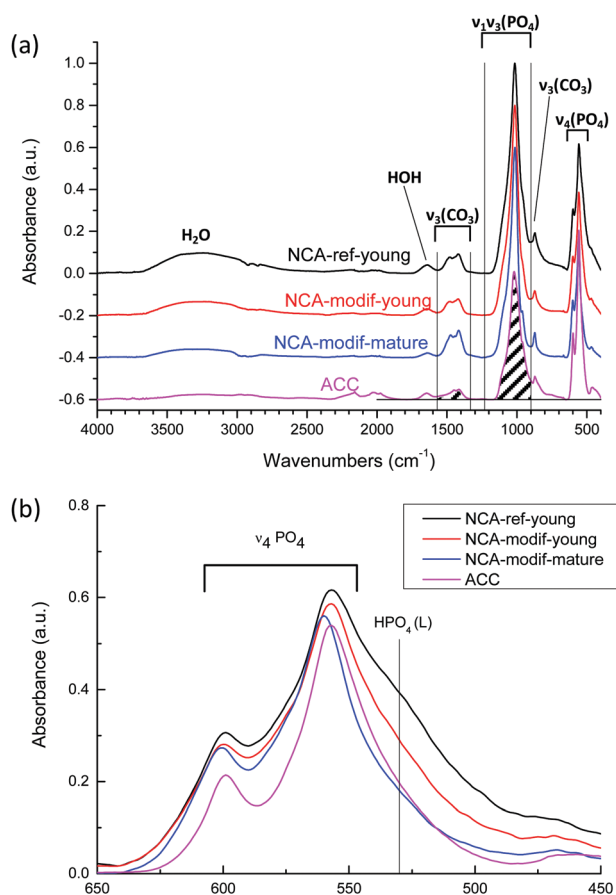 (a)
ν₁ν₃(PO₄)
ν₃(CO₃)
ν₄(PO₄)
HOH
ν₃(CO₃)
H₂O
NCA-ref-young
NCA-modif-young
NCA-modif-mature
ACC
Absorbance (a.u.)
1.0
0.8
0.6
0.4
0.2
0.0
-0.2
-0.4
-0.6
4000 3500 3000 2500 2000 1500 1000 500
Wavenumbers (cm⁻¹)
(b)
ν₄ PO₄
NCA-ref-young
NCA-modif-young
NCA-modif-mature
ACC
HPO₄ (L)
Absorbance (a.u.)
0.8
0.6
0.4
0.2
0.0
650 600 550 500 450